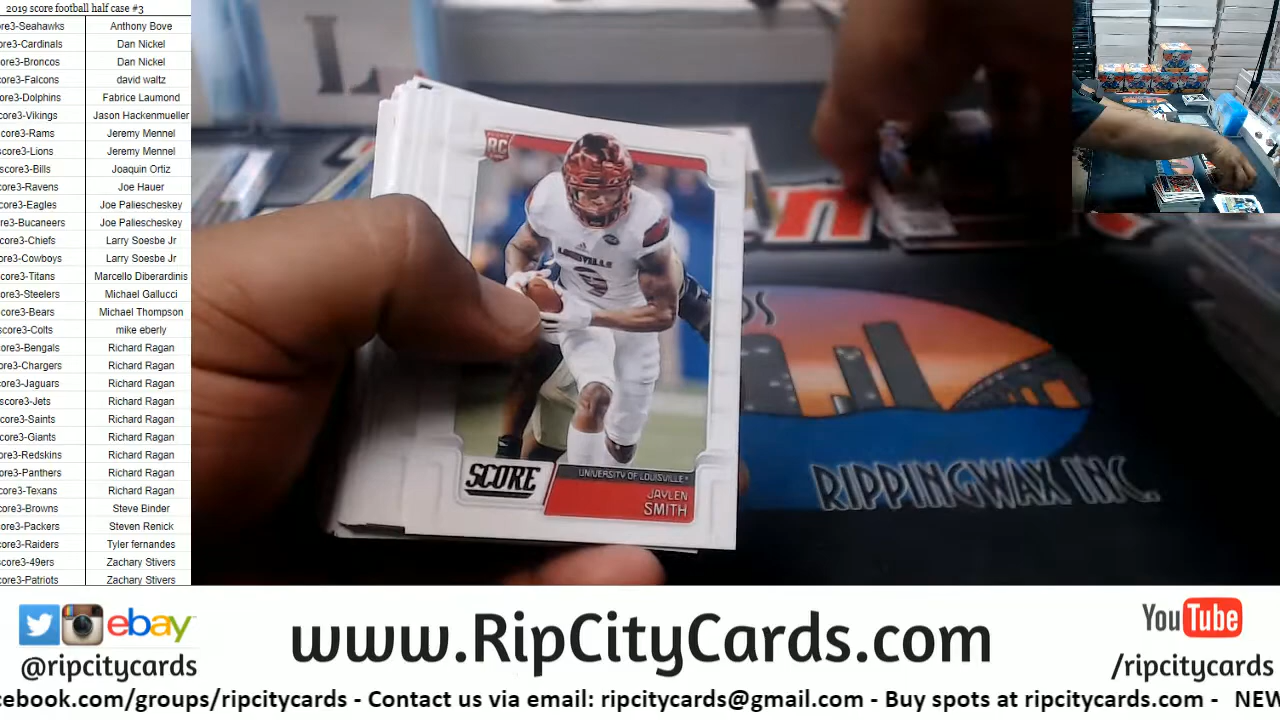 2019 score football half case #3
ore3-Seahawks Anthony Bove
ore3-Cardinals Dan Nickel
ore3-Broncos Dan Nickel
core3-Falcons david waltz
ore3-Dolphins Fabrice Laumond
core3-Vikings Jason Hackenmueller
core3-Rams Jeremy Mennel
score3-Lions Jeremy Mennel
score3-Bills Joaquin Ortiz
core3-Ravens Joe Hauer
core3-Eagles Joe Paliescheskey
re3-Bucaneers Joe Paliescheskey
core3-Chiefs Larry Soesbe Jr
ore3-Cowboys Larry Soesbe Jr
core3-Titans Marcello Diberardinis
ore3-Steelers Michael Gallucci
core3-Bears Michael Thompson
score3-Colts mike eberly
ore3-Bengals Richard Ragan
ore3-Chargers Richard Ragan
ore3-Jaguars Richard Ragan
score3-Jets Richard Ragan
core3-Saints Richard Ragan
core3-Giants Richard Ragan
ore3-Redskins Richard Ragan
ore3-Panthers Richard Ragan
core3-Texans Richard Ragan
ore3-Browns Steve Binder
ore3-Packers Steven Renick
ore3-Raiders Tyler fernandes
score3-49ers Zachary Stivers
ore3-Patriots Zachary Stivers
RC
LOUISVILLE
9
SCORE
UNIVERSITY OF LOUISVILLE
JAYLEN
SMITH
RIPPINGWAX INC.
ebay
@ripcitycards
www.RipCityCards.com
YouTube
/ripcitycards
cebook.com/groups/ripcitycards - Contact us via email: ripcitycards@gmail.com - Buy spots at ripcitycards.com - NEW